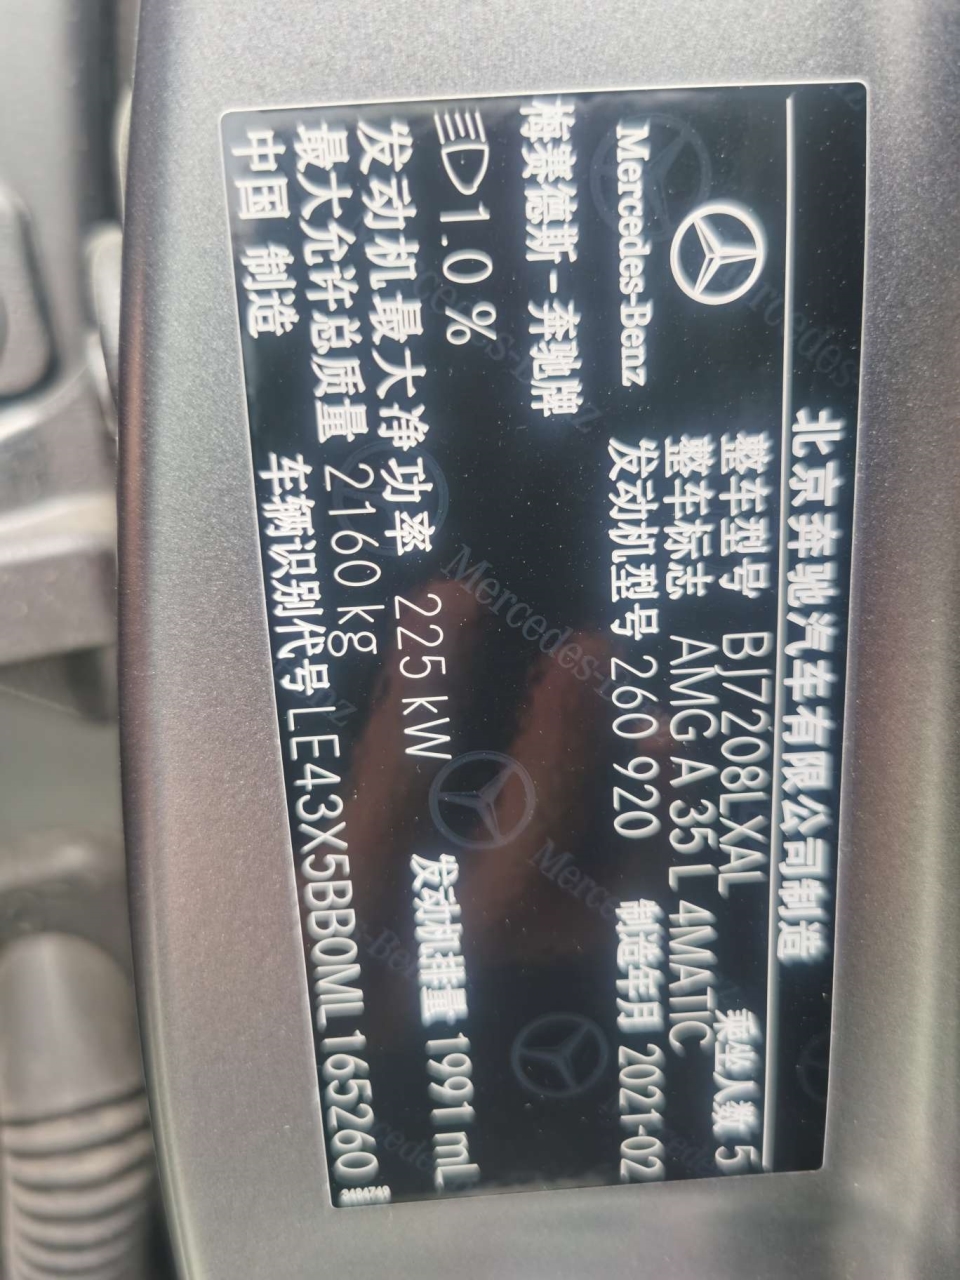 北京奔驰汽车有限公司制造
Mercedes-Benz
整车型号 BJ7208LXAL 乘坐人数 5
整车标志 AMG A 35 L 4MATIC
梅赛德斯-奔驰牌 发动机型号 260 920 制造年月 2021-02
1.0 %
发动机最大净功率 225 kW 发动机排量 1991 mL
最大允许总质量 2160 kg
中国 制造 车辆识别代号 LE43X5BB0ML165260